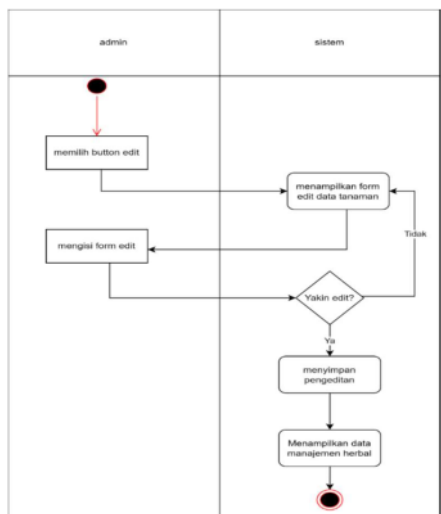 admin
sistem
memilih button edit
menampilkan form
edit data tanaman
mengisi form edit
Tidak
Yakin edit?
Ya
menyimpan
pengeditan
Menampilkan data
manajemen herbal